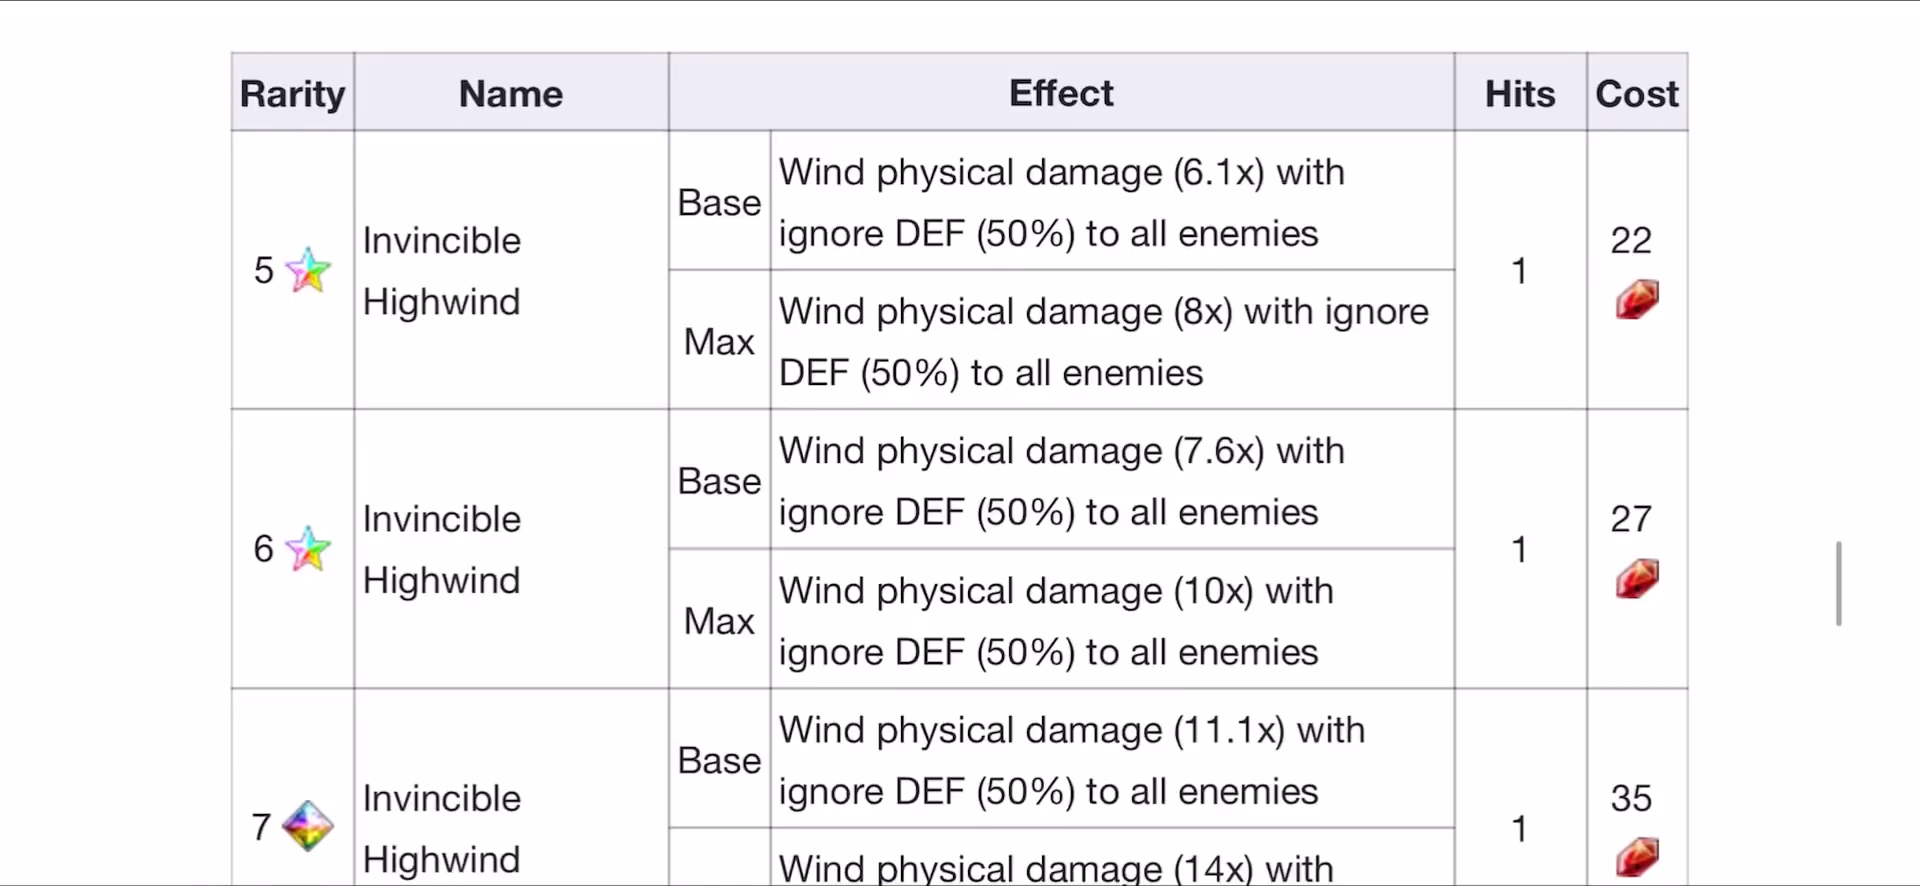 Rarity Name Effect Hits Cost
5 Invincible Highwind Base Wind physical damage (6.1x) with
ignore DEF (50%) to all enemies 1 22
Max Wind physical damage (8x) with ignore
DEF (50%) to all enemies
6 Invincible Highwind Base Wind physical damage (7.6x) with
ignore DEF (50%) to all enemies 1 27
Max Wind physical damage (10x) with
ignore DEF (50%) to all enemies
7 Invincible Highwind Base Wind physical damage (11.1x) with
ignore DEF (50%) to all enemies 1 35
Wind physical damage (14x) with